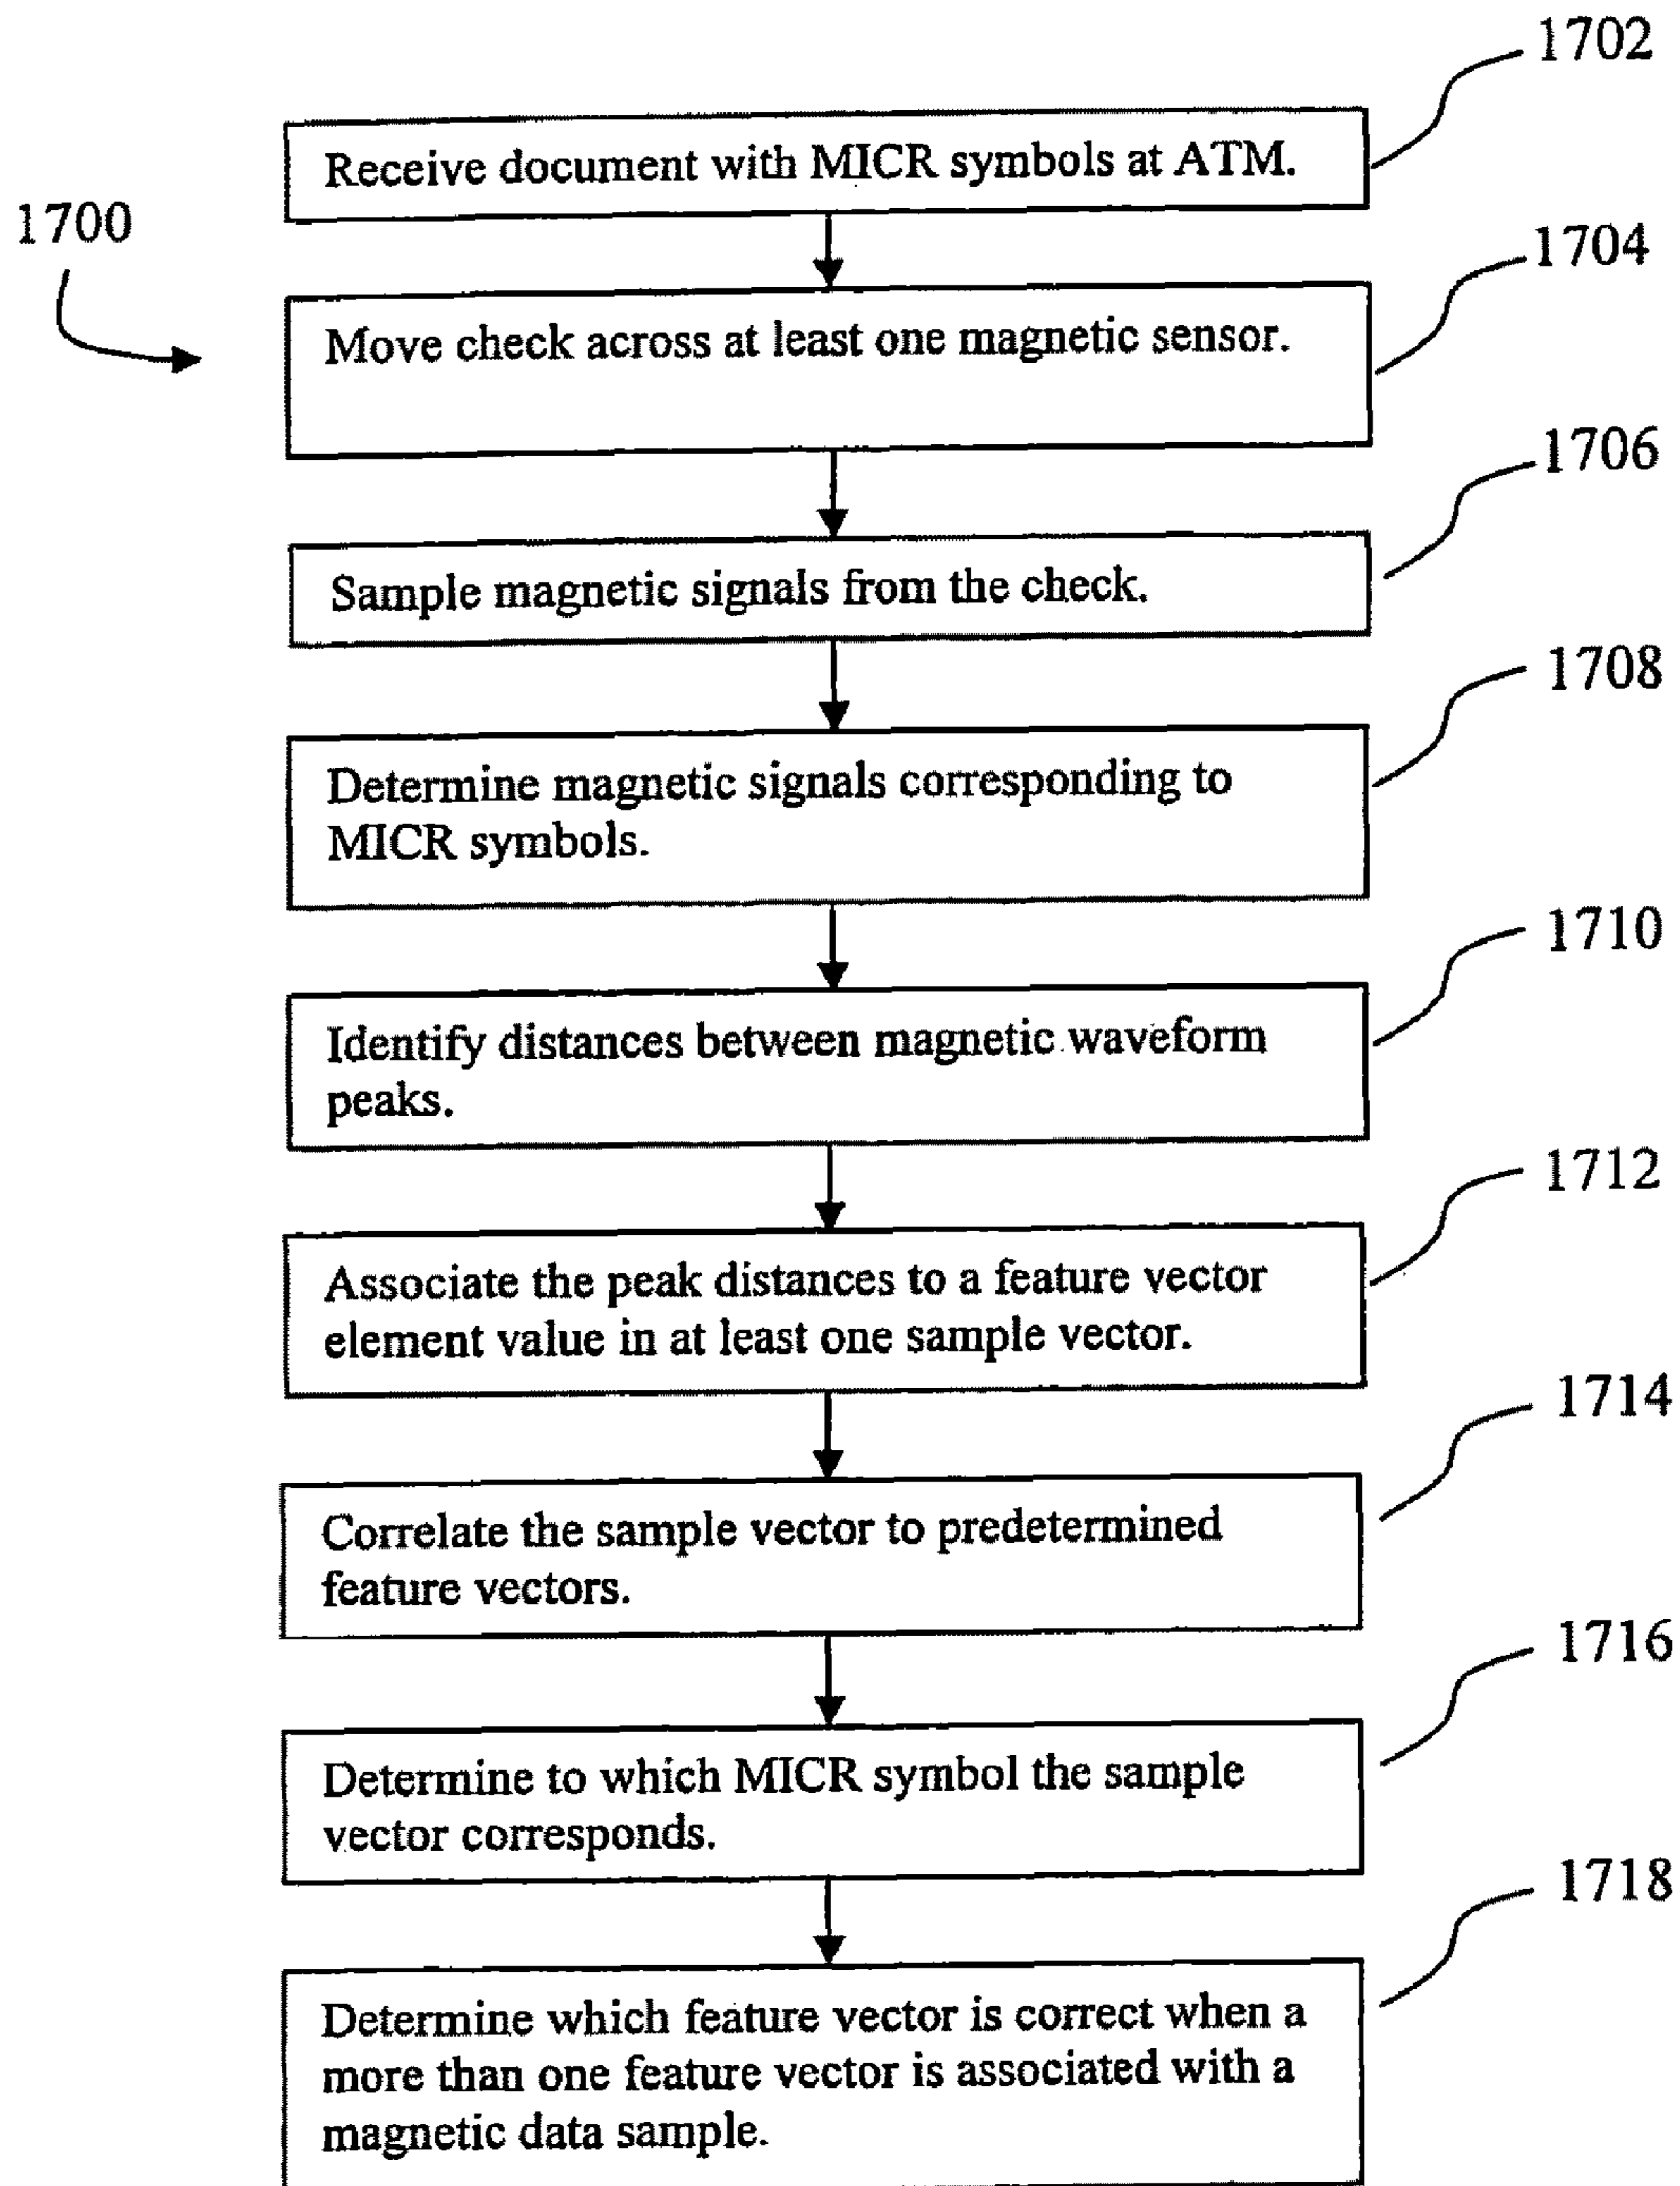 1702
Receive document with MICR symbols at ATM.
1700
1704
Move check across at least one magnetic sensor.
1706
Sample magnetic signals from the check.
1708
Determine magnetic signals corresponding to
MICR symbols.
1710
Identify distances between magnetic waveform
peaks.
1712
Associate the peak distances to a feature vector
element value in at least one sample vector.
1714
Correlate the sample vector to predetermined
feature vectors.
1716
Determine to which MICR symbol the sample
vector corresponds.
1718
Determine which feature vector is correct when a
more than one feature vector is associated with a
magnetic data sample.